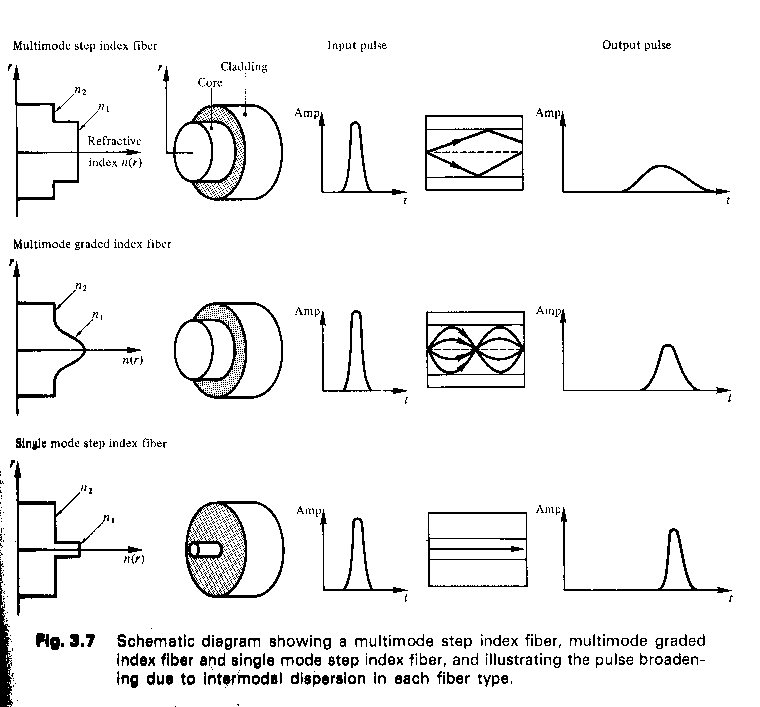 Multimode step index fiber
Input pulse
Output pulse
r
n₂
n₁
Refractive
index n(r)
r
Core
Cladding
Amp
t
Amp
t
Multimode graded index fiber
r
n₂
n₁
n(r)
Amp
t
Amp
t
Single mode step index fiber
r
n₂
n₁
n(r)
Amp
t
Amp
t
Fig. 3.7 Schematic diagram showing a multimode step index fiber, multimode graded
index fiber and single mode step index fiber, and illustrating the pulse broaden-
ing due to intermodal dispersion in each fiber type.